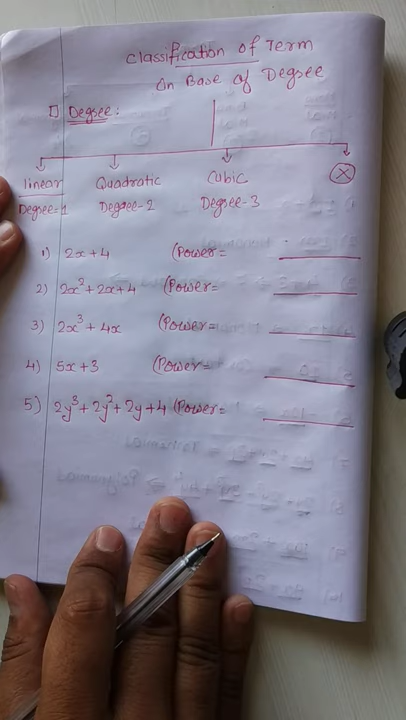 Classification of Term
On Base of Degree
Degree:
linear Quadratic Cubic
Degree-1 Degree-2 Degree-3
1) 2x+4 (Power=
2) 2x²+2x+4 (Power=
3) 2x³+4x (Power=
4) 5x+3 (Power=
5) 2y³+2y²+2y+4 (Power=